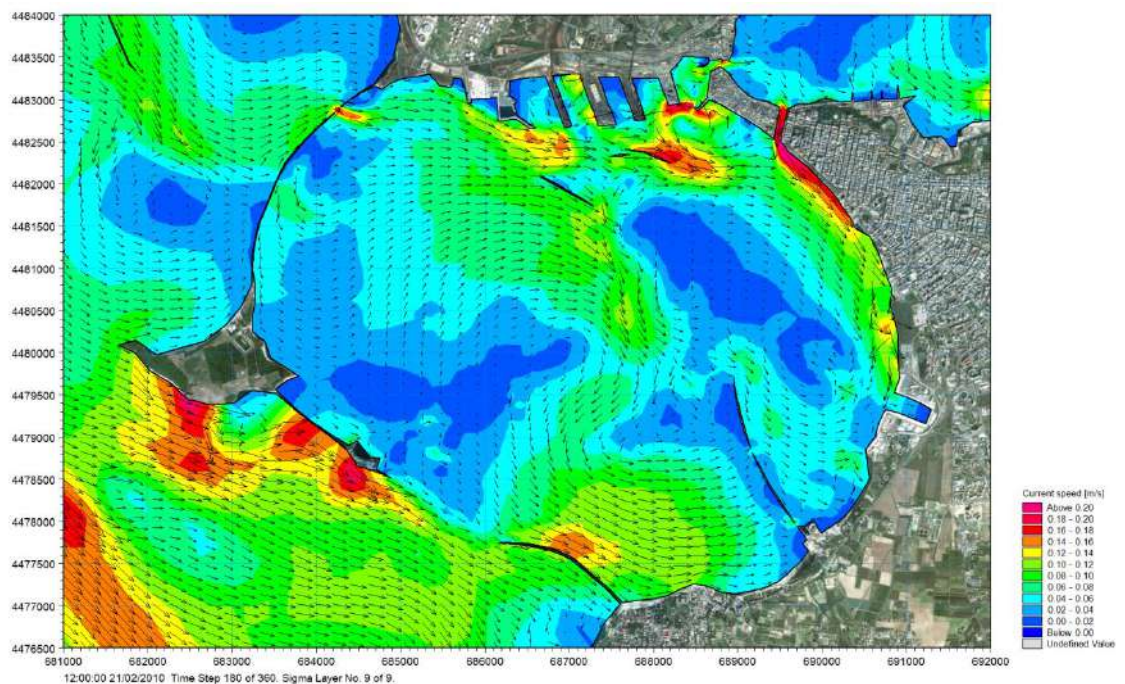 4484000
4483500
4483000
4482500
4482000
4481500
4481000
4480500
4480000
4479500
4479000
4478500
4478000
4477500
4477000
4476500
681000 682000 683000 684000 685000 686000 687000 688000 689000 690000 691000 692000
12:00:00 21/02/2010 Time Step 180 of 360. Sigma Layer No. 9 of 9.
Current speed [m/s]
Above 0.20
0.18 - 0.20
0.16 - 0.18
0.14 - 0.16
0.12 - 0.14
0.10 - 0.12
0.08 - 0.10
0.06 - 0.08
0.04 - 0.06
0.02 - 0.04
0.00 - 0.02
Below 0.00
Undefined Value